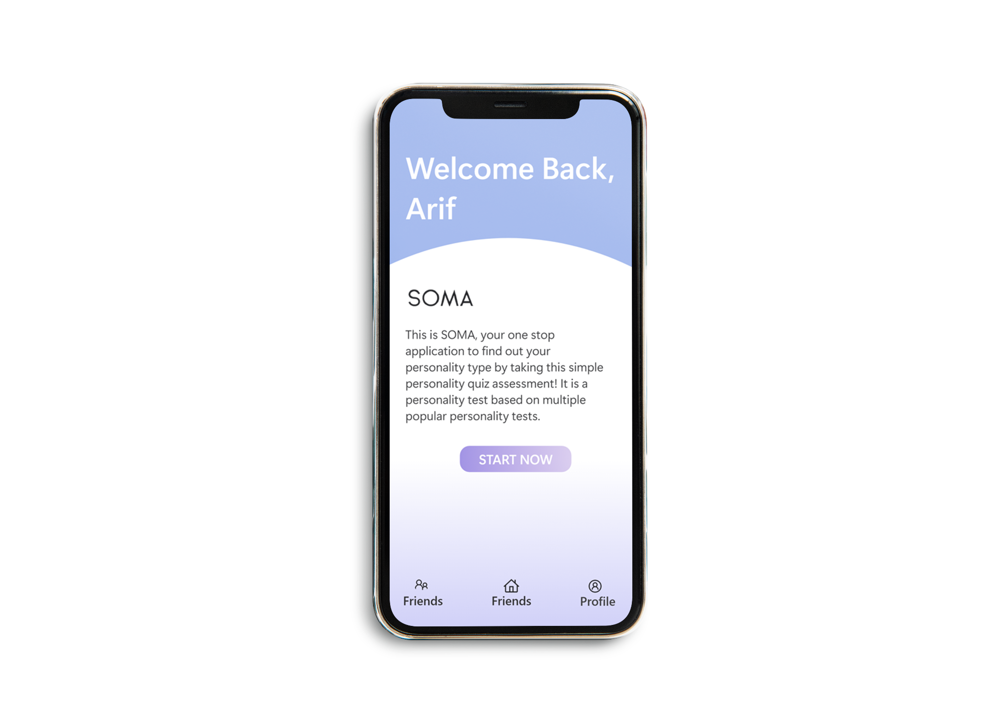 Welcome Back,
Arif
SOMA
This is SOMA, your one stop
application to find out your
personality type by taking this simple
personality quiz assessment! It is a
personality test based on multiple
popular personality tests.
START NOW
Friends
Friends
Profile